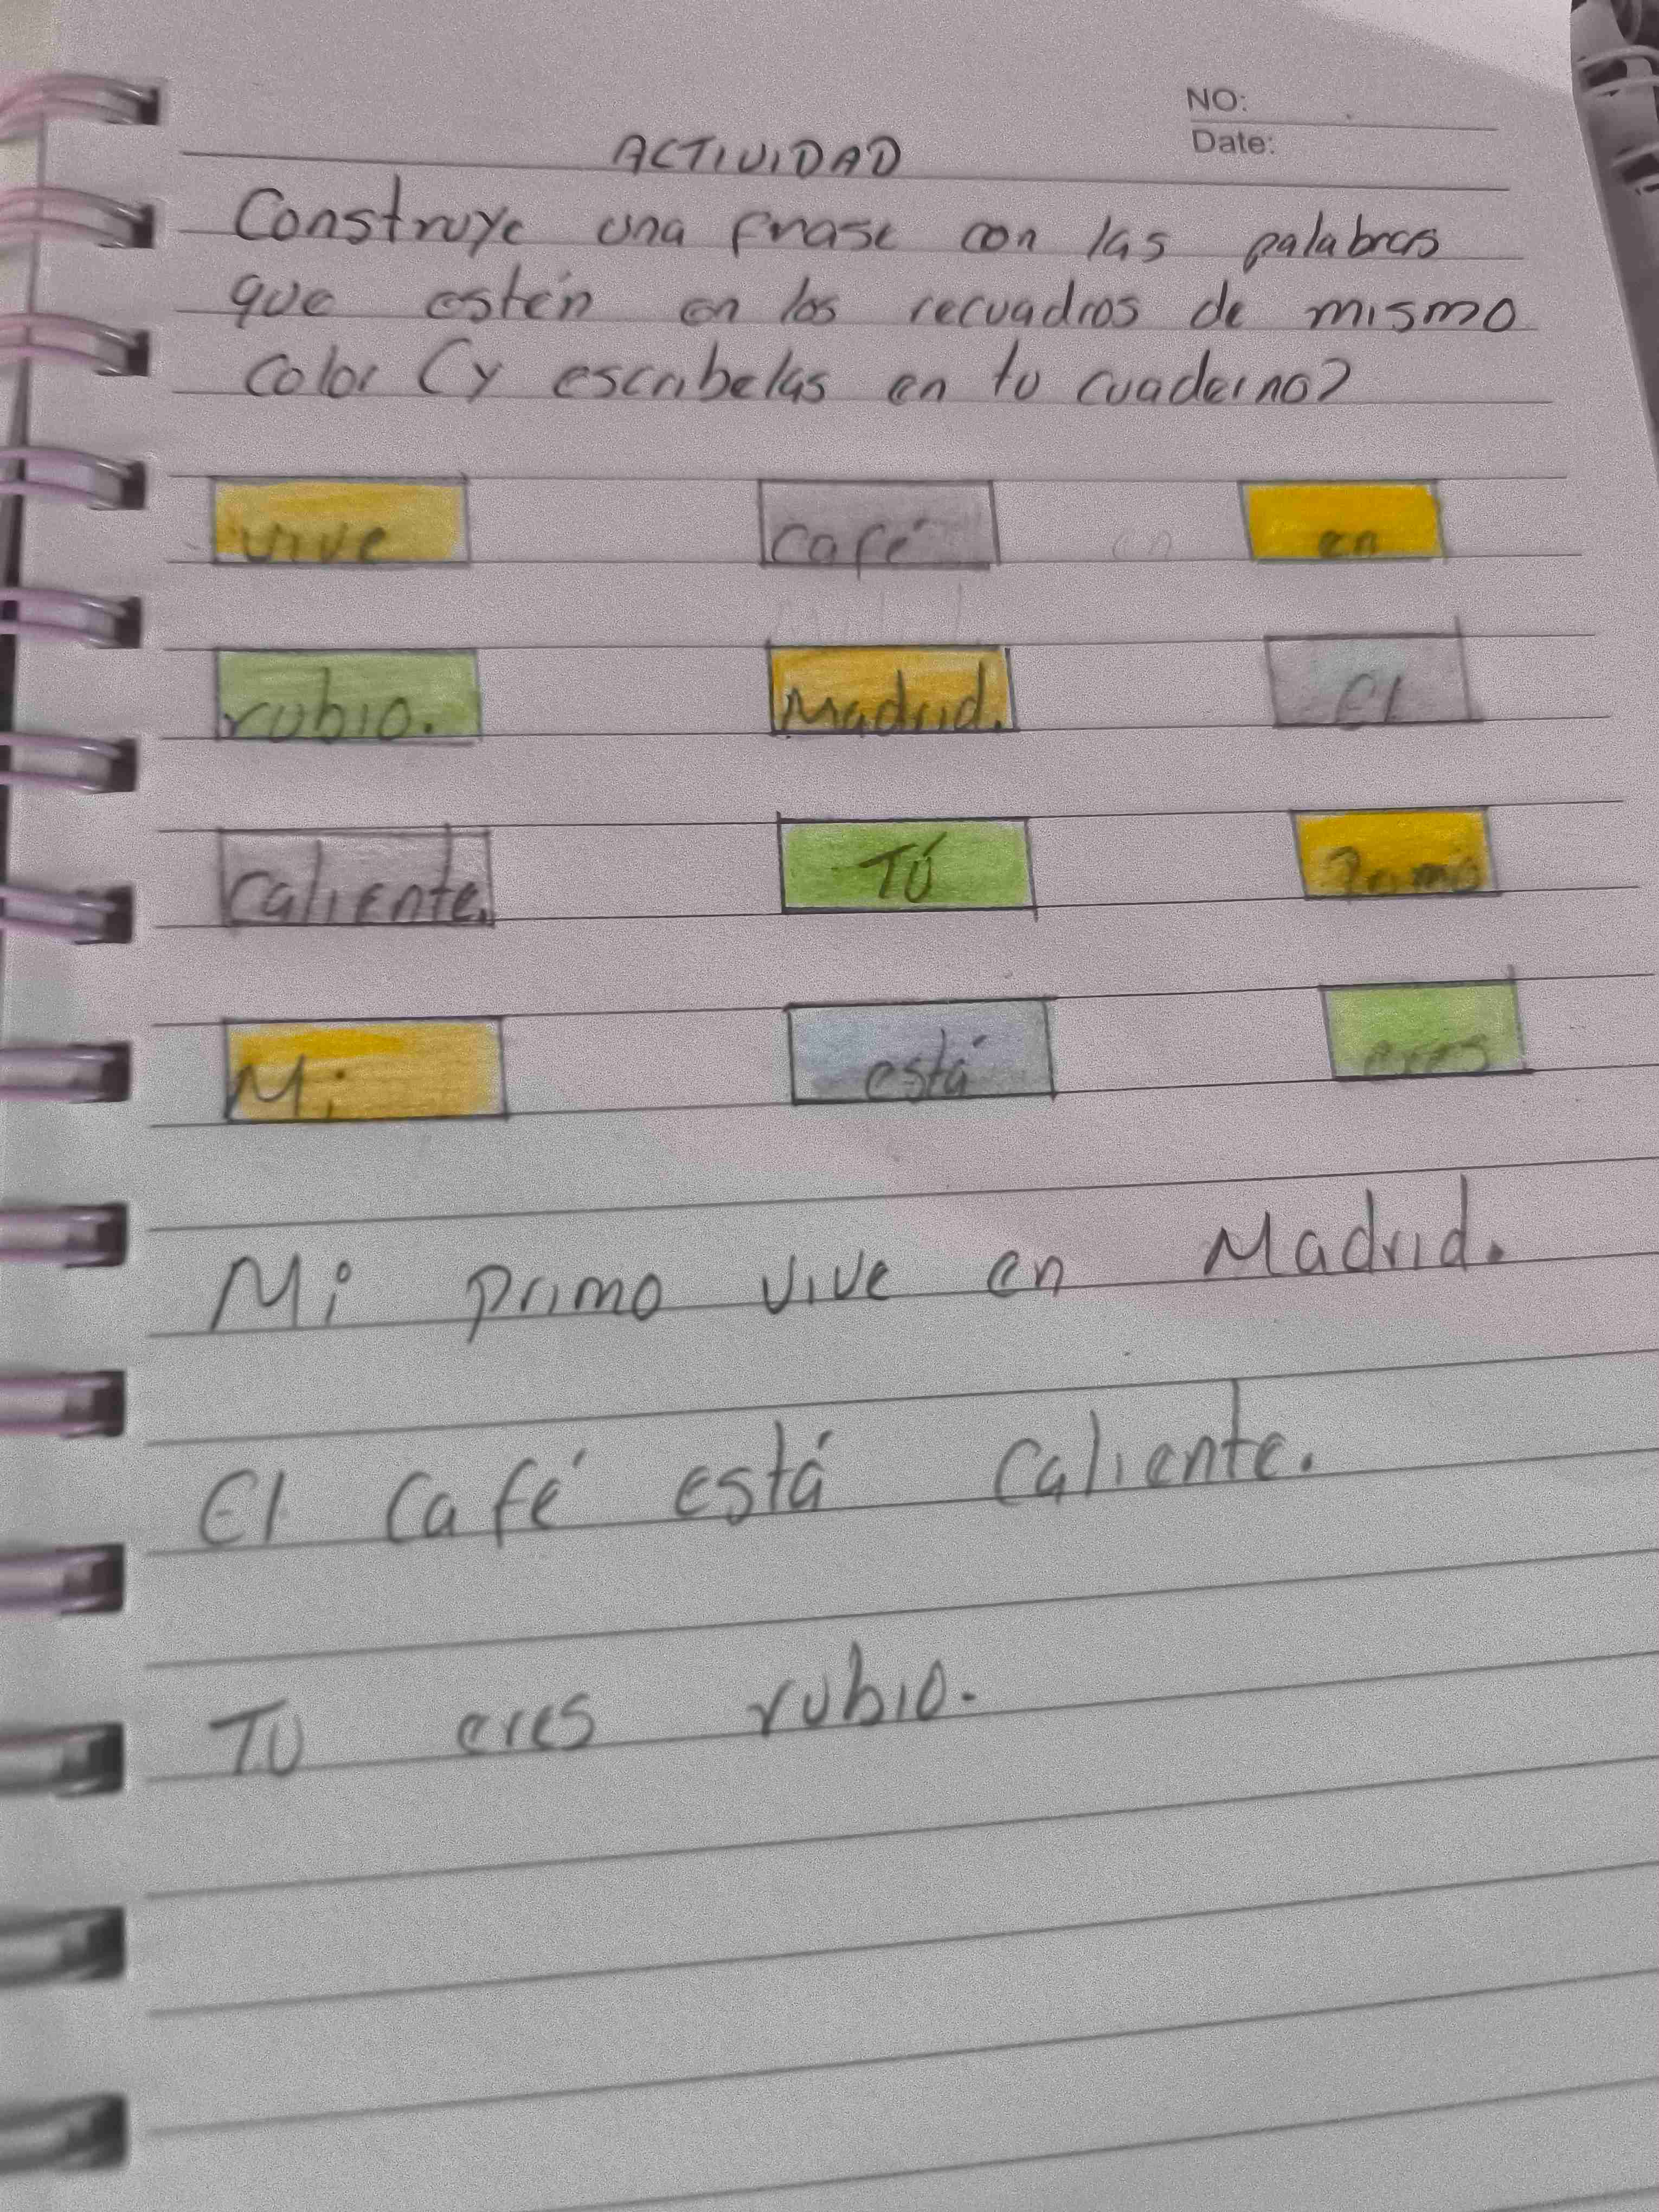 NO:
Date:
ACTIVIDAD
Construye una frase con las palabras
que estén en los recuadros de mismo
color (y escribelas en tu cuaderno)
vive café en en
rubio. Madrid. El
caliente. TÚ Primo
Mi está eres
Mi primo vive en Madrid.
El café está caliente.
TU eres rubio.